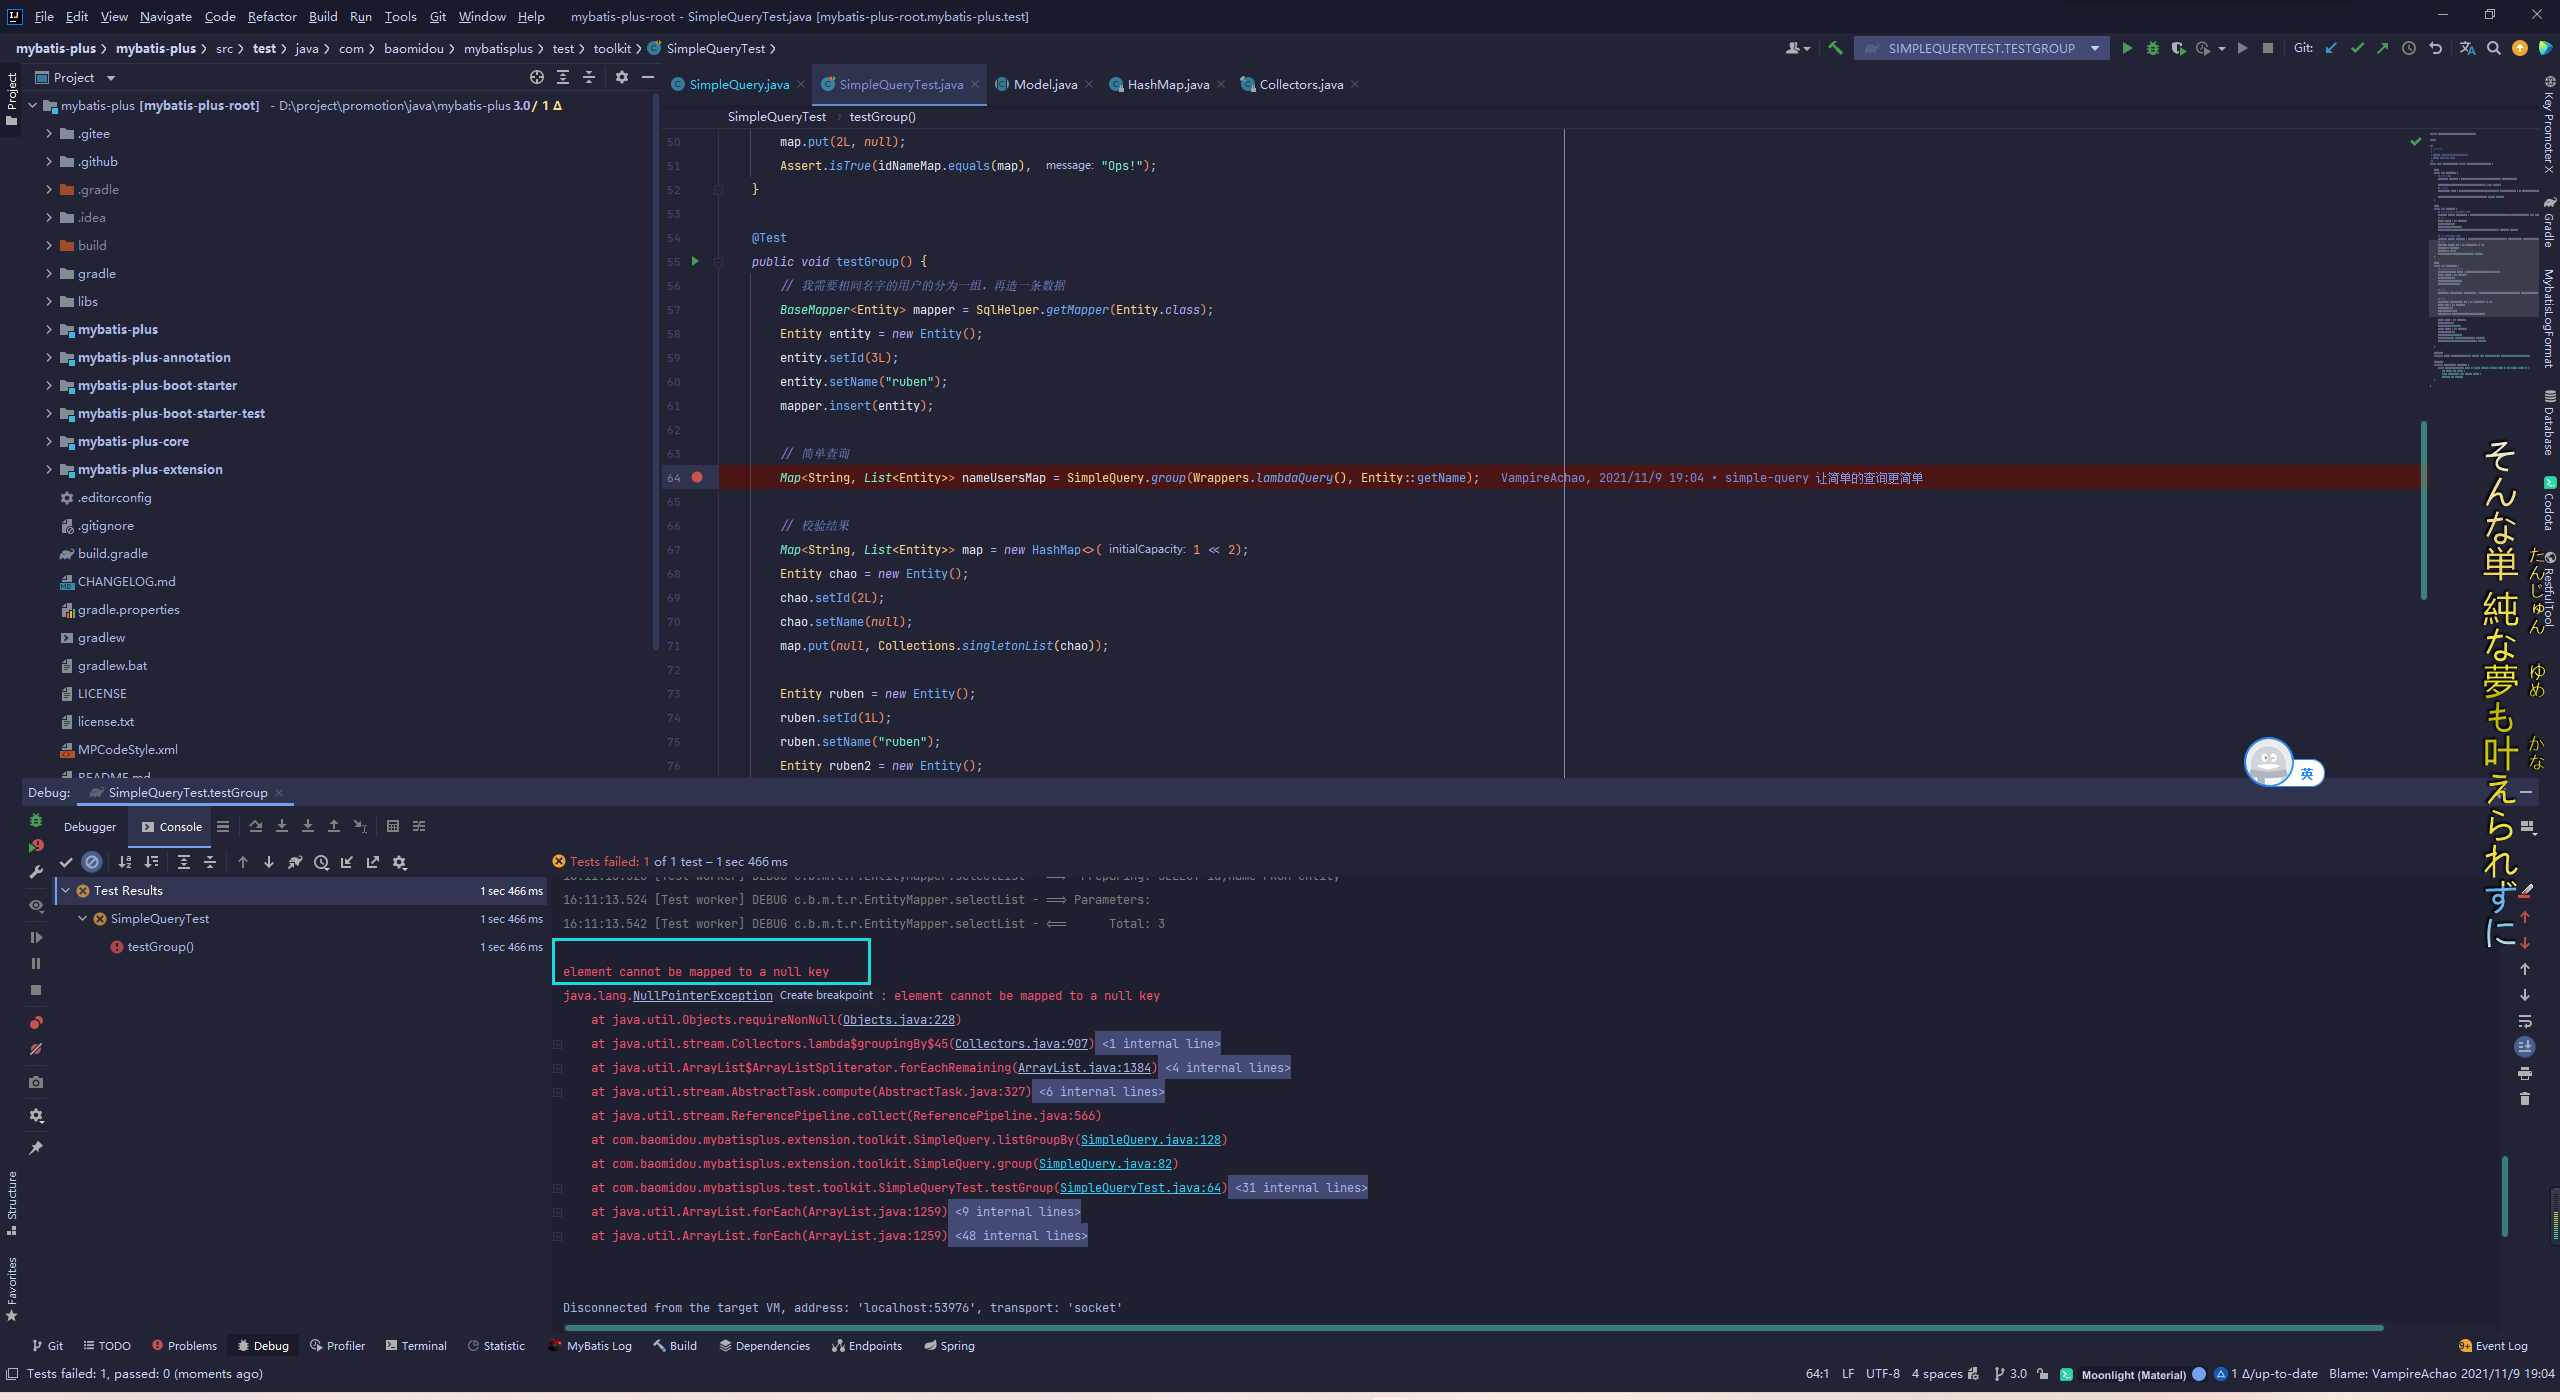 File Edit View Navigate Code Refactor Build Run Tools Git Window Help mybatis-plus-root - SimpleQueryTest.java [mybatis-plus-root.mybatis-plus.test]
mybatis-plus mybatis-plus src test java com baomidou mybatisplus test toolkit SimpleQueryTest
SIMPLEQUERYTEST.TESTGROUP Git:
Project
SimpleQuery.java SimpleQueryTest.java Model.java HashMap.java Collectors.java
SimpleQueryTest testGroup()
mybatis-plus [mybatis-plus-root] - D:\project\promotion\java\mybatis-plus 3.0 / 1 Δ
.gitee
.github
.gradle
.idea
build
gradle
libs
mybatis-plus
mybatis-plus-annotation
mybatis-plus-boot-starter
mybatis-plus-boot-starter-test
mybatis-plus-core
mybatis-plus-extension
.editorconfig
.gitignore
build.gradle
CHANGELOG.md
gradle.properties
gradlew
gradlew.bat
LICENSE
license.txt
MPCodeStyle.xml
README.md
50 map.put(2L, null);
51 Assert.isTrue(idNameMap.equals(map), message: "Ops!");
52 }
53
54 @Test
55 public void testGroup() {
56 // 我需要相同名字的用户的分为一组，再造一条数据
57 BaseMapper<Entity> mapper = SqlHelper.getMapper(Entity.class);
58 Entity entity = new Entity();
59 entity.setId(3L);
60 entity.setName("ruben");
61 mapper.insert(entity);
62
63 // 简单查询
64 Map<String, List<Entity>> nameUsersMap = SimpleQuery.group(Wrappers.lambdaQuery(), Entity::getName); VampireAchao, 2021/11/9 19:04 • simple-query 让简单的查询更简单
65
66 // 校验结果
67 Map<String, List<Entity>> map = new HashMap<>( initialCapacity: 1 << 2);
68 Entity chao = new Entity();
69 chao.setId(2L);
70 chao.setName(null);
71 map.put(null, Collections.singletonList(chao));
72
73 Entity ruben = new Entity();
74 ruben.setId(1L);
75 ruben.setName("ruben");
76 Entity ruben2 = new Entity();
Project
Structure
Favorites
Key Promoter X
Gradle
MybatisLogFormat
Database
Codota
RestfulTool
そんな単純な夢も叶えられずに
たんじゅん ゆめ かな
英
Debug: SimpleQueryTest.testGroup
Debugger Console
Tests failed: 1 of 1 test – 1 sec 466 ms
Test Results 1 sec 466 ms
SimpleQueryTest 1 sec 466 ms
testGroup() 1 sec 466 ms
16:11:13.524 [Test worker] DEBUG c.b.m.t.r.EntityMapper.selectList - ==> Parameters:
16:11:13.542 [Test worker] DEBUG c.b.m.t.r.EntityMapper.selectList - <== Total: 3
element cannot be mapped to a null key
java.lang.NullPointerException Create breakpoint : element cannot be mapped to a null key
at java.util.Objects.requireNonNull(Objects.java:228)
at java.util.stream.Collectors.lambda$groupingBy$45(Collectors.java:907) <1 internal line>
at java.util.ArrayList$ArrayListSpliterator.forEachRemaining(ArrayList.java:1384) <4 internal lines>
at java.util.stream.AbstractTask.compute(AbstractTask.java:327) <6 internal lines>
at java.util.stream.ReferencePipeline.collect(ReferencePipeline.java:566)
at com.baomidou.mybatisplus.extension.toolkit.SimpleQuery.listGroupBy(SimpleQuery.java:128)
at com.baomidou.mybatisplus.extension.toolkit.SimpleQuery.group(SimpleQuery.java:82)
at com.baomidou.mybatisplus.test.toolkit.SimpleQueryTest.testGroup(SimpleQueryTest.java:64) <31 internal lines>
at java.util.ArrayList.forEach(ArrayList.java:1259) <9 internal lines>
at java.util.ArrayList.forEach(ArrayList.java:1259) <48 internal lines>
Disconnected from the target VM, address: 'localhost:53976', transport: 'socket'
Git TODO Problems Debug Profiler Terminal Statistic MyBatis Log Build Dependencies Endpoints Spring Event Log
Tests failed: 1, passed: 0 (moments ago) 64:1 LF UTF-8 4 spaces 3.0 Moonlight (Material) 1 Δ/up-to-date Blame: VampireAchao 2021/11/9 19:04